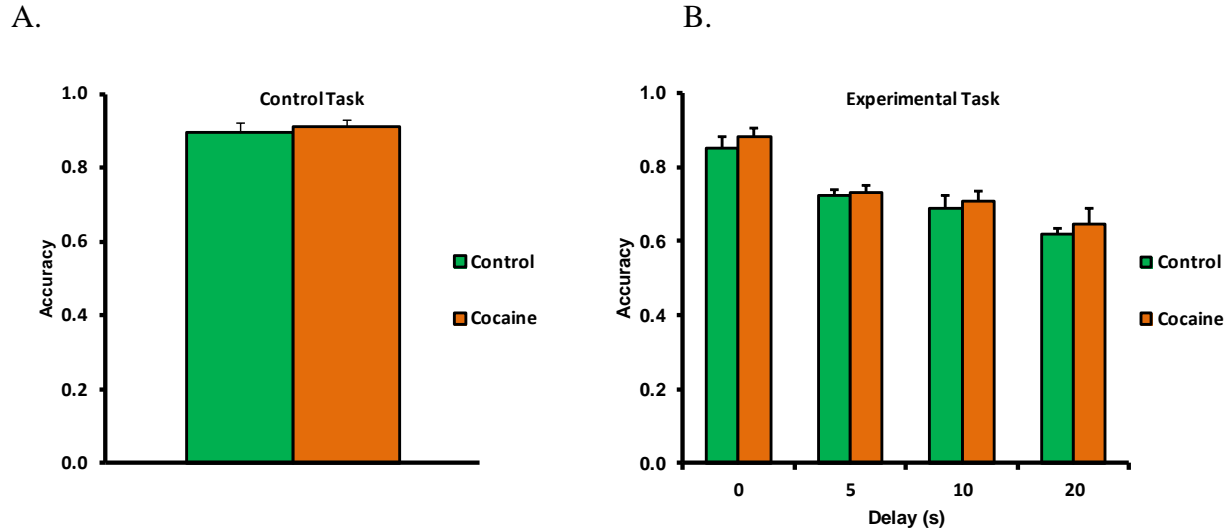 A.
B.
Control Task
Accuracy
1.0
0.8
0.6
0.4
0.2
0.0
Control
Cocaine
Experimental Task
Accuracy
1.0
0.8
0.6
0.4
0.2
0.0
0 5 10 20
Delay (s)
Control
Cocaine